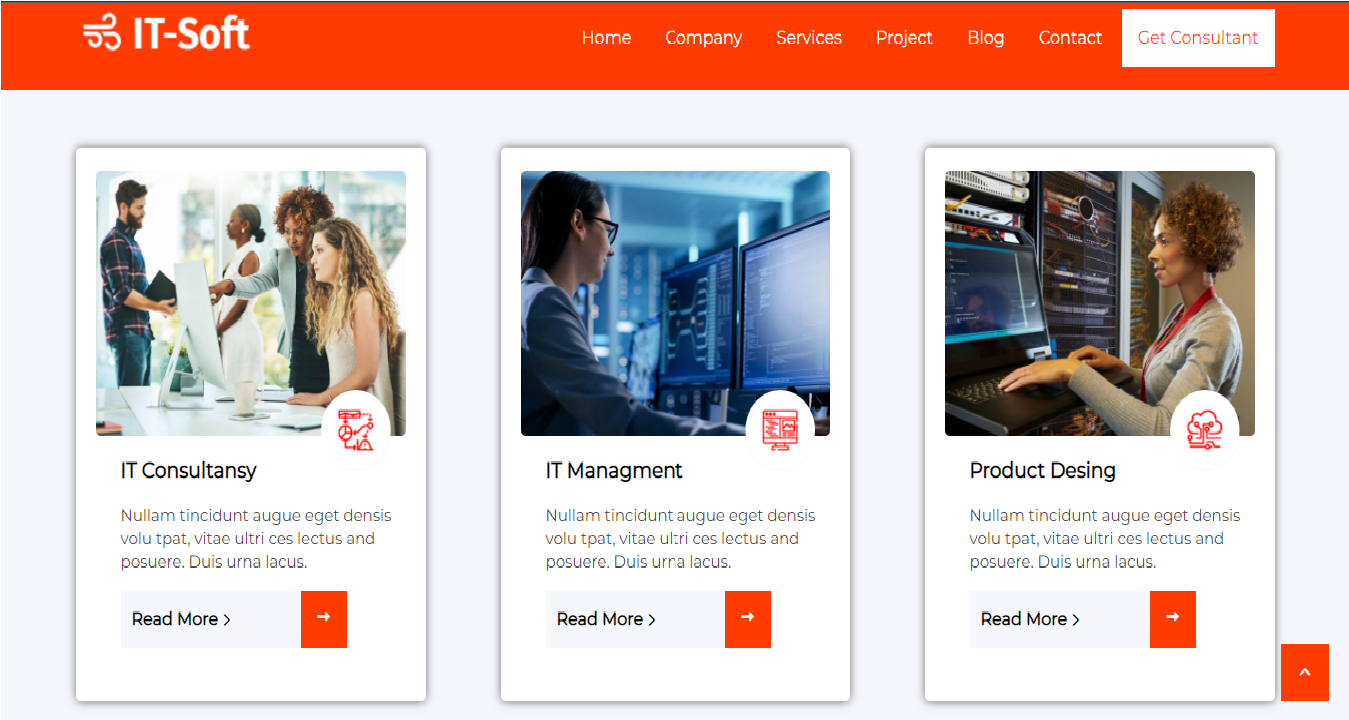 IT-Soft
Home Company Services Project Blog Contact Get Consultant
IT Consultansy
Nullam tincidunt augue eget densis
volu tpat, vitae ultri ces lectus and
posuere. Duis urna lacus.
Read More
IT Managment
Nullam tincidunt augue eget densis
volu tpat, vitae ultri ces lectus and
posuere. Duis urna lacus.
Read More
Product Desing
Nullam tincidunt augue eget densis
volu tpat, vitae ultri ces lectus and
posuere. Duis urna lacus.
Read More